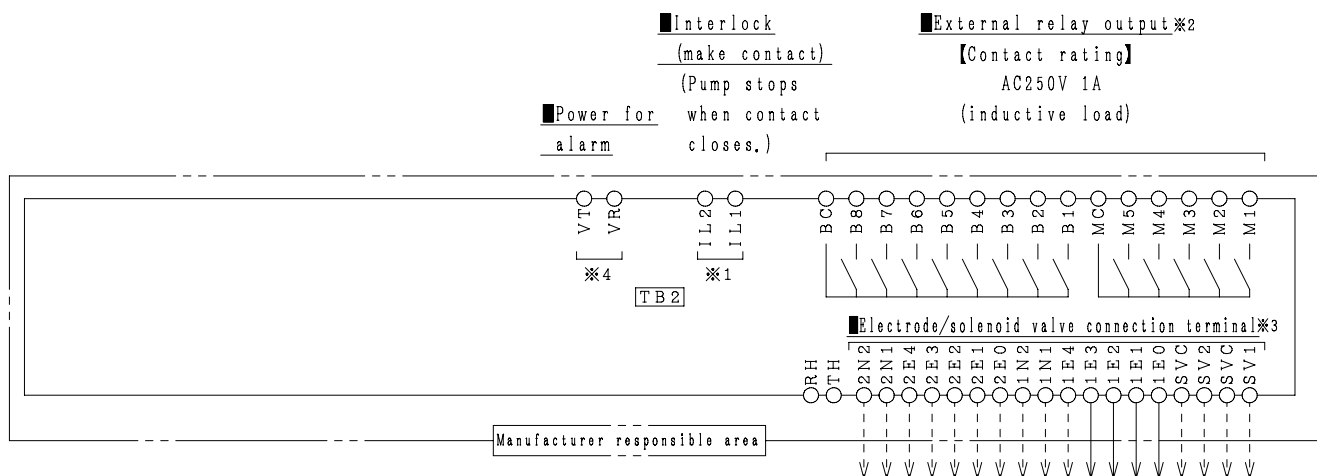 ■Interlock
(make contact)
(Pump stops
when contact
closes.)
■External relay output※2
【Contact rating】
AC250V 1A
(inductive load)
■Power for
alarm
VT
VR
IL2
IL1
BC
B8
B7
B6
B5
B4
B3
B2
B1
MC
M5
M4
M3
M2
M1
※4
※1
TB2
■Electrode/solenoid valve connection terminal※3
RH
TH
2N2
2N1
2E4
2E3
2E2
2E1
2E0
1N2
1N1
1E4
1E3
1E2
1E1
1E0
SVC
SV2
SVC
SV1
Manufacturer responsible area